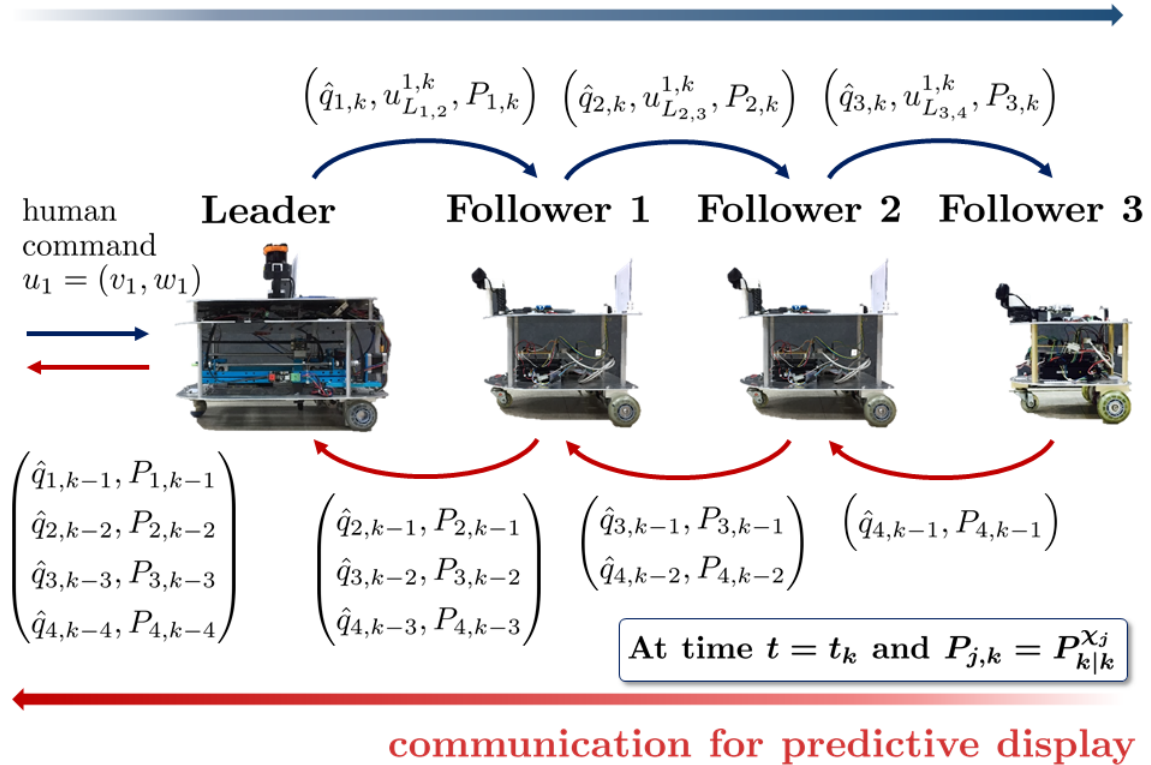 (q̂_{1,k}, u^{1,k}_{L_{1,2}}, P_{1,k}) (q̂_{2,k}, u^{1,k}_{L_{2,3}}, P_{2,k}) (q̂_{3,k}, u^{1,k}_{L_{3,4}}, P_{3,k})
Leader Follower 1 Follower 2 Follower 3
human
command
u_1 = (v_1, w_1)
q̂_{1,k−1}, P_{1,k−1}
q̂_{2,k−2}, P_{2,k−2}
q̂_{3,k−3}, P_{3,k−3}
q̂_{4,k−4}, P_{4,k−4}
q̂_{2,k−1}, P_{2,k−1}
q̂_{3,k−2}, P_{3,k−2}
q̂_{4,k−3}, P_{4,k−3}
q̂_{3,k−1}, P_{3,k−1}
q̂_{4,k−2}, P_{4,k−2}
(q̂_{4,k−1}, P_{4,k−1})
At time t = t_k and P_{j,k} = P^{χ_j}_{k|k}
communication for predictive display